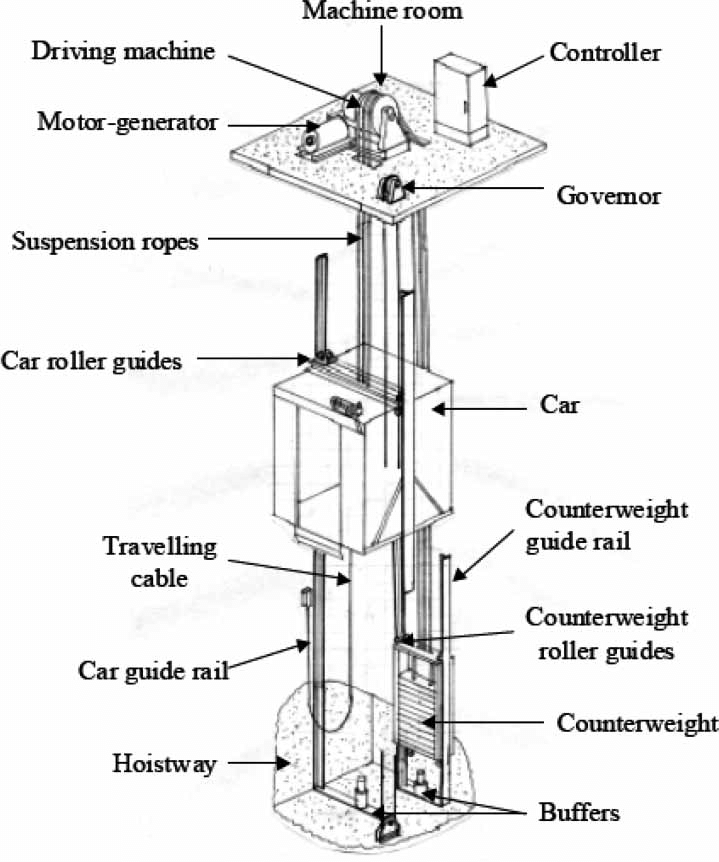 Machine room
Driving machine
Controller
Motor-generator
Governor
Suspension ropes
Car roller guides
Car
Counterweight
guide rail
Travelling
cable
Counterweight
roller guides
Car guide rail
Counterweight
Hoistway
Buffers